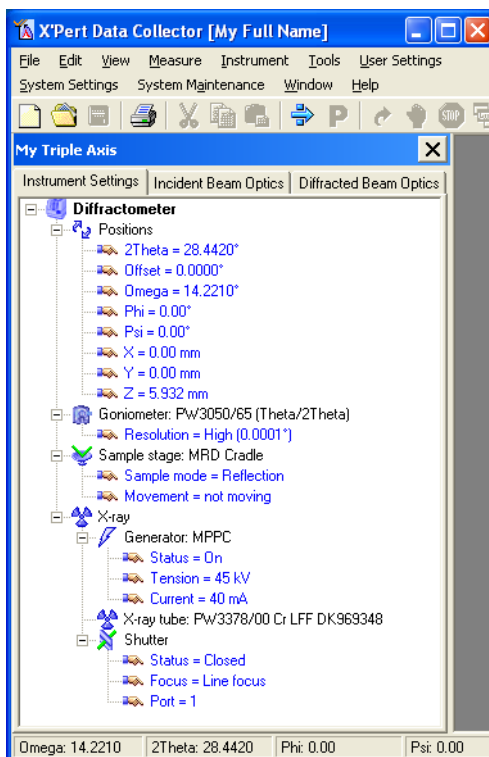 X'Pert Data Collector [My Full Name]
File Edit View Measure Instrument Tools User Settings
System Settings System Maintenance Window Help
P STOP
My Triple Axis
Instrument Settings Incident Beam Optics Diffracted Beam Optics
Diffractometer
Positions
2Theta = 28.4420°
Offset = 0.0000°
Omega = 14.2210°
Phi = 0.00°
Psi = 0.00°
X = 0.00 mm
Y = 0.00 mm
Z = 5.932 mm
Goniometer: PW3050/65 (Theta/2Theta)
Resolution = High (0.0001°)
Sample stage: MRD Cradle
Sample mode = Reflection
Movement = not moving
X-ray
Generator: MPPC
Status = On
Tension = 45 kV
Current = 40 mA
X-ray tube: PW3378/00 Cr LFF DK969348
Shutter
Status = Closed
Focus = Line focus
Port = 1
Omega: 14.2210 2Theta: 28.4420 Phi: 0.00 Psi: 0.00